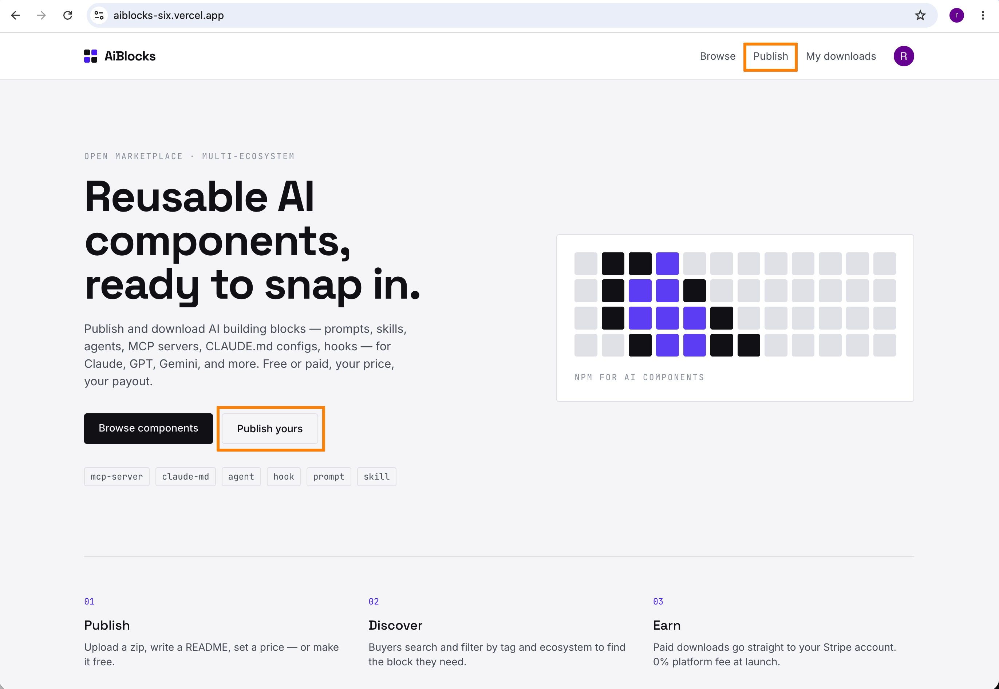 aiblocks-six.vercel.app
r
AiBlocks
Browse
Publish
My downloads
R
OPEN MARKETPLACE · MULTI-ECOSYSTEM
Reusable AI
components,
ready to snap in.
Publish and download AI building blocks — prompts, skills,
agents, MCP servers, CLAUDE.md configs, hooks — for
Claude, GPT, Gemini, and more. Free or paid, your price,
your payout.
Browse components
Publish yours
mcp-server
claude-md
agent
hook
prompt
skill
NPM FOR AI COMPONENTS
01
Publish
Upload a zip, write a README, set a price — or make
it free.
02
Discover
Buyers search and filter by tag and ecosystem to find
the block they need.
03
Earn
Paid downloads go straight to your Stripe account.
0% platform fee at launch.